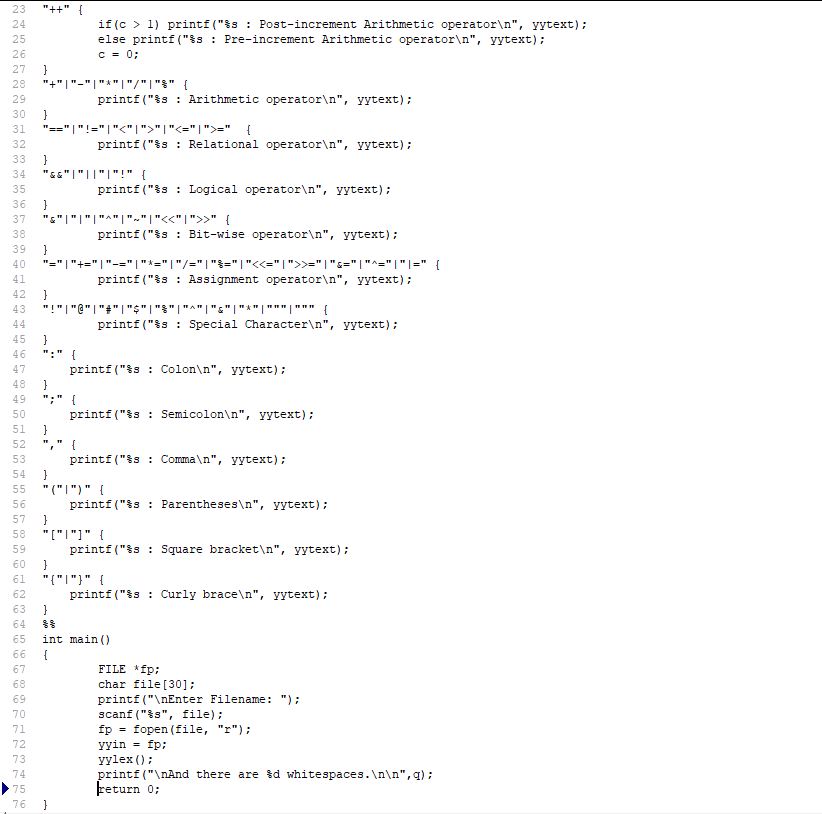 23 "++" {
24 if(c > 1) printf("%s : Post-increment Arithmetic operator\n", yytext);
25 else printf("%s : Pre-increment Arithmetic operator\n", yytext);
26 c = 0;
27 }
28 "+"|"-"|"*"|"/"|"%" {
29 printf("%s : Arithmetic operator\n", yytext);
30 }
31 "=="|"!="|"<"|">"|"<="|">=" {
32 printf("%s : Relational operator\n", yytext);
33 }
34 "&&"|"||"|"!" {
35 printf("%s : Logical operator\n", yytext);
36 }
37 "&"|"|"|"^"|"~"|"<<"|">>" {
38 printf("%s : Bit-wise operator\n", yytext);
39 }
40 "="|"+="|"-="|"*="|"/="|"%="|"<<="|">>="|"&="|"^="|"|=" {
41 printf("%s : Assignment operator\n", yytext);
42 }
43 "!"|"@"|"#"|"$"|"%"|"^"|"&"|"*"|"""|""" {
44 printf("%s : Special Character\n", yytext);
45 }
46 ":" {
47 printf("%s : Colon\n", yytext);
48 }
49 ";" {
50 printf("%s : Semicolon\n", yytext);
51 }
52 "," {
53 printf("%s : Comma\n", yytext);
54 }
55 "("|")" {
56 printf("%s : Parentheses\n", yytext);
57 }
58 "["|"]" {
59 printf("%s : Square bracket\n", yytext);
60 }
61 "{"|"}" {
62 printf("%s : Curly brace\n", yytext);
63 }
64 %%
65 int main()
66 {
67 FILE *fp;
68 char file[30];
69 printf("\nEnter Filename: ");
70 scanf("%s", file);
71 fp = fopen(file, "r");
72 yyin = fp;
73 yylex();
74 printf("\nAnd there are %d whitespaces.\n\n",q);
75 return 0;
76 }